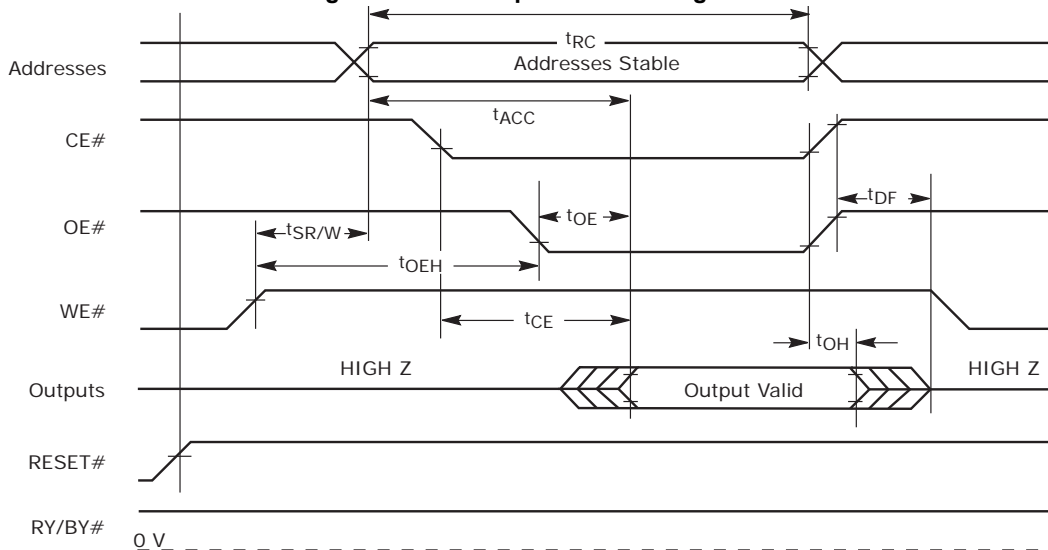 tRC
Addresses
Addresses Stable
tACC
CE#
tDF
OE#
tOE
tSR/W
tOEH
WE#
tCE
tOH
HIGH Z
HIGH Z
Outputs
Output Valid
RESET#
RY/BY#
0 V